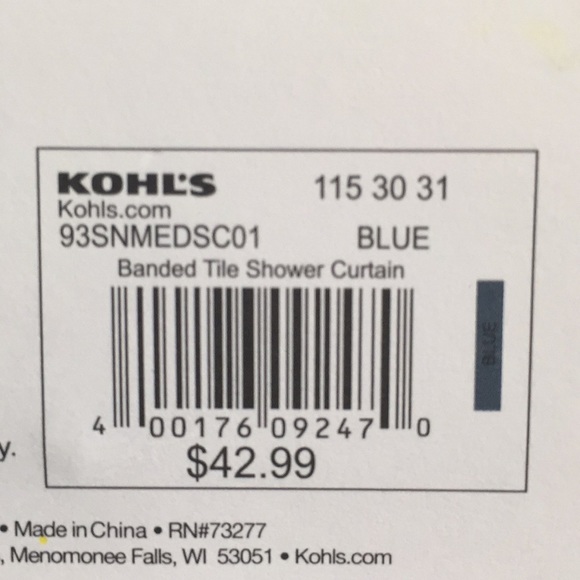 KOHL'S 115 30 31
Kohls.com
93SNMEDSC01 BLUE
Banded Tile Shower Curtain
BLUE
4 00176 09247 0
y.
$42.99
• Made in China • RN#73277
, Menomonee Falls, WI 53051 • Kohls.com